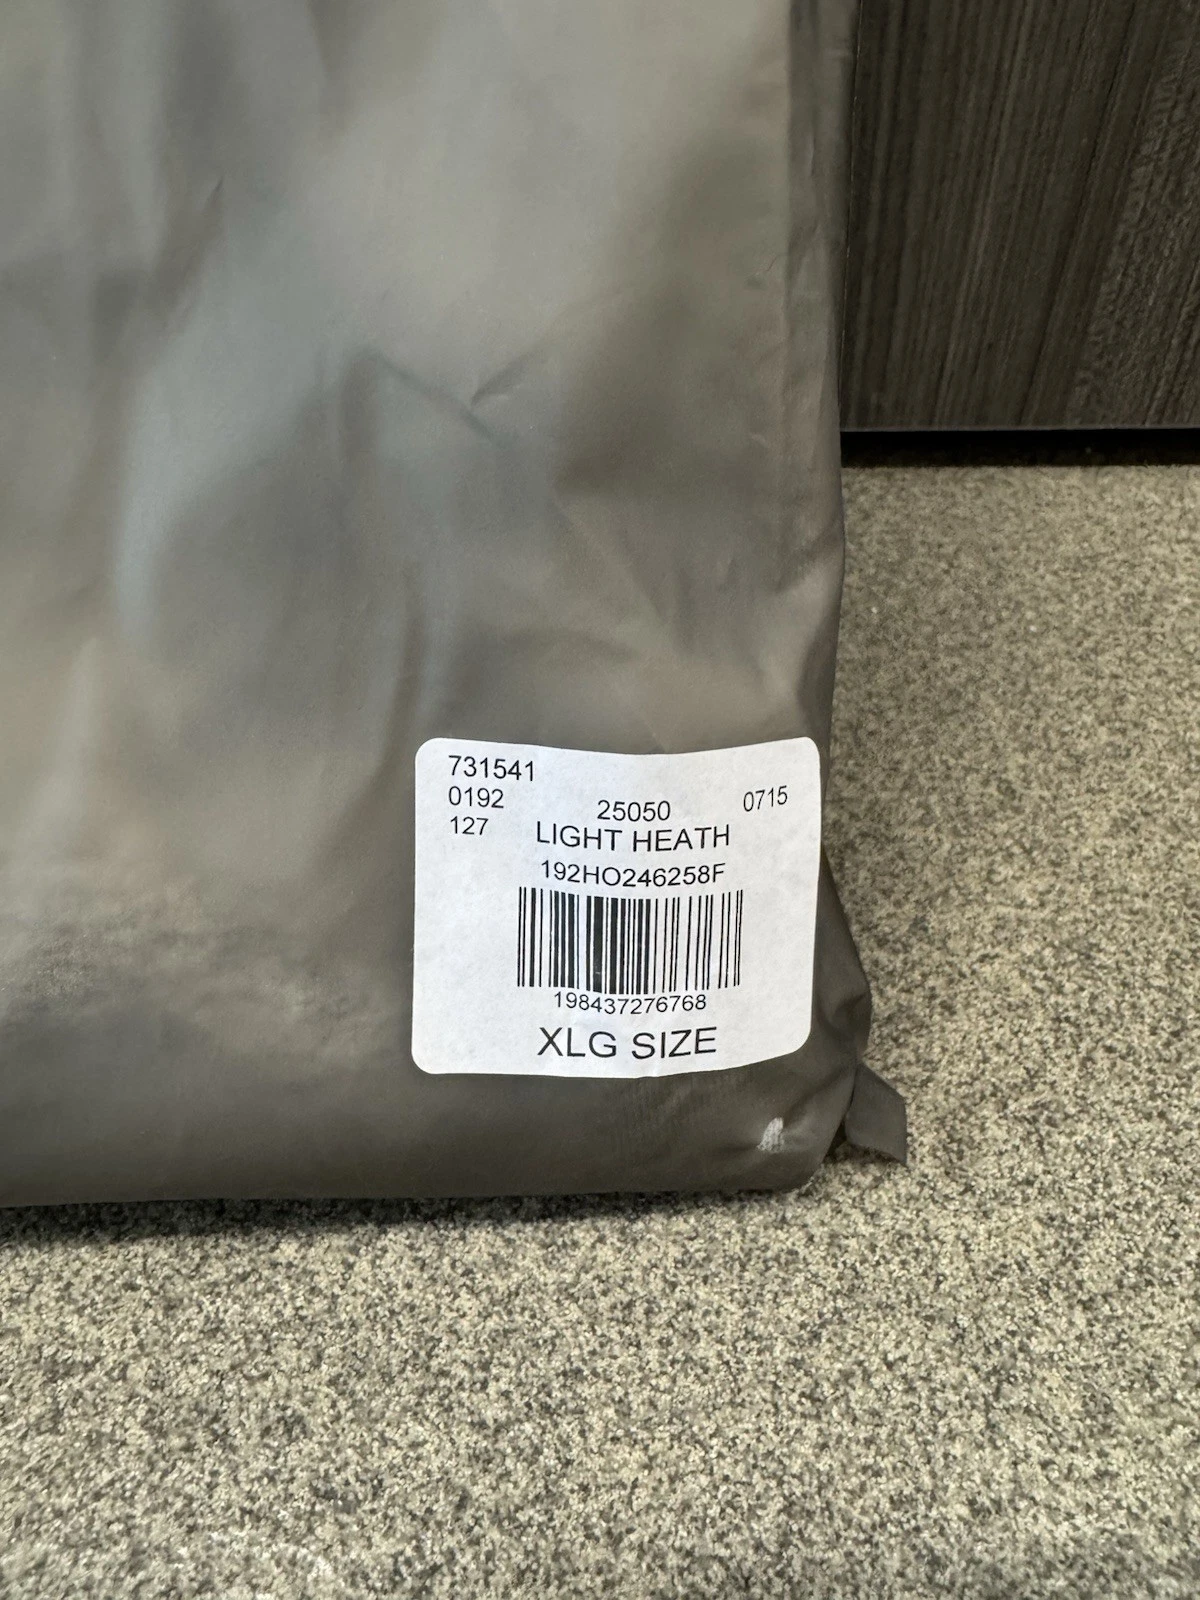 731541
0192 25050 0715
127 LIGHT HEATH
192HO246258F
198437276768
XLG SIZE